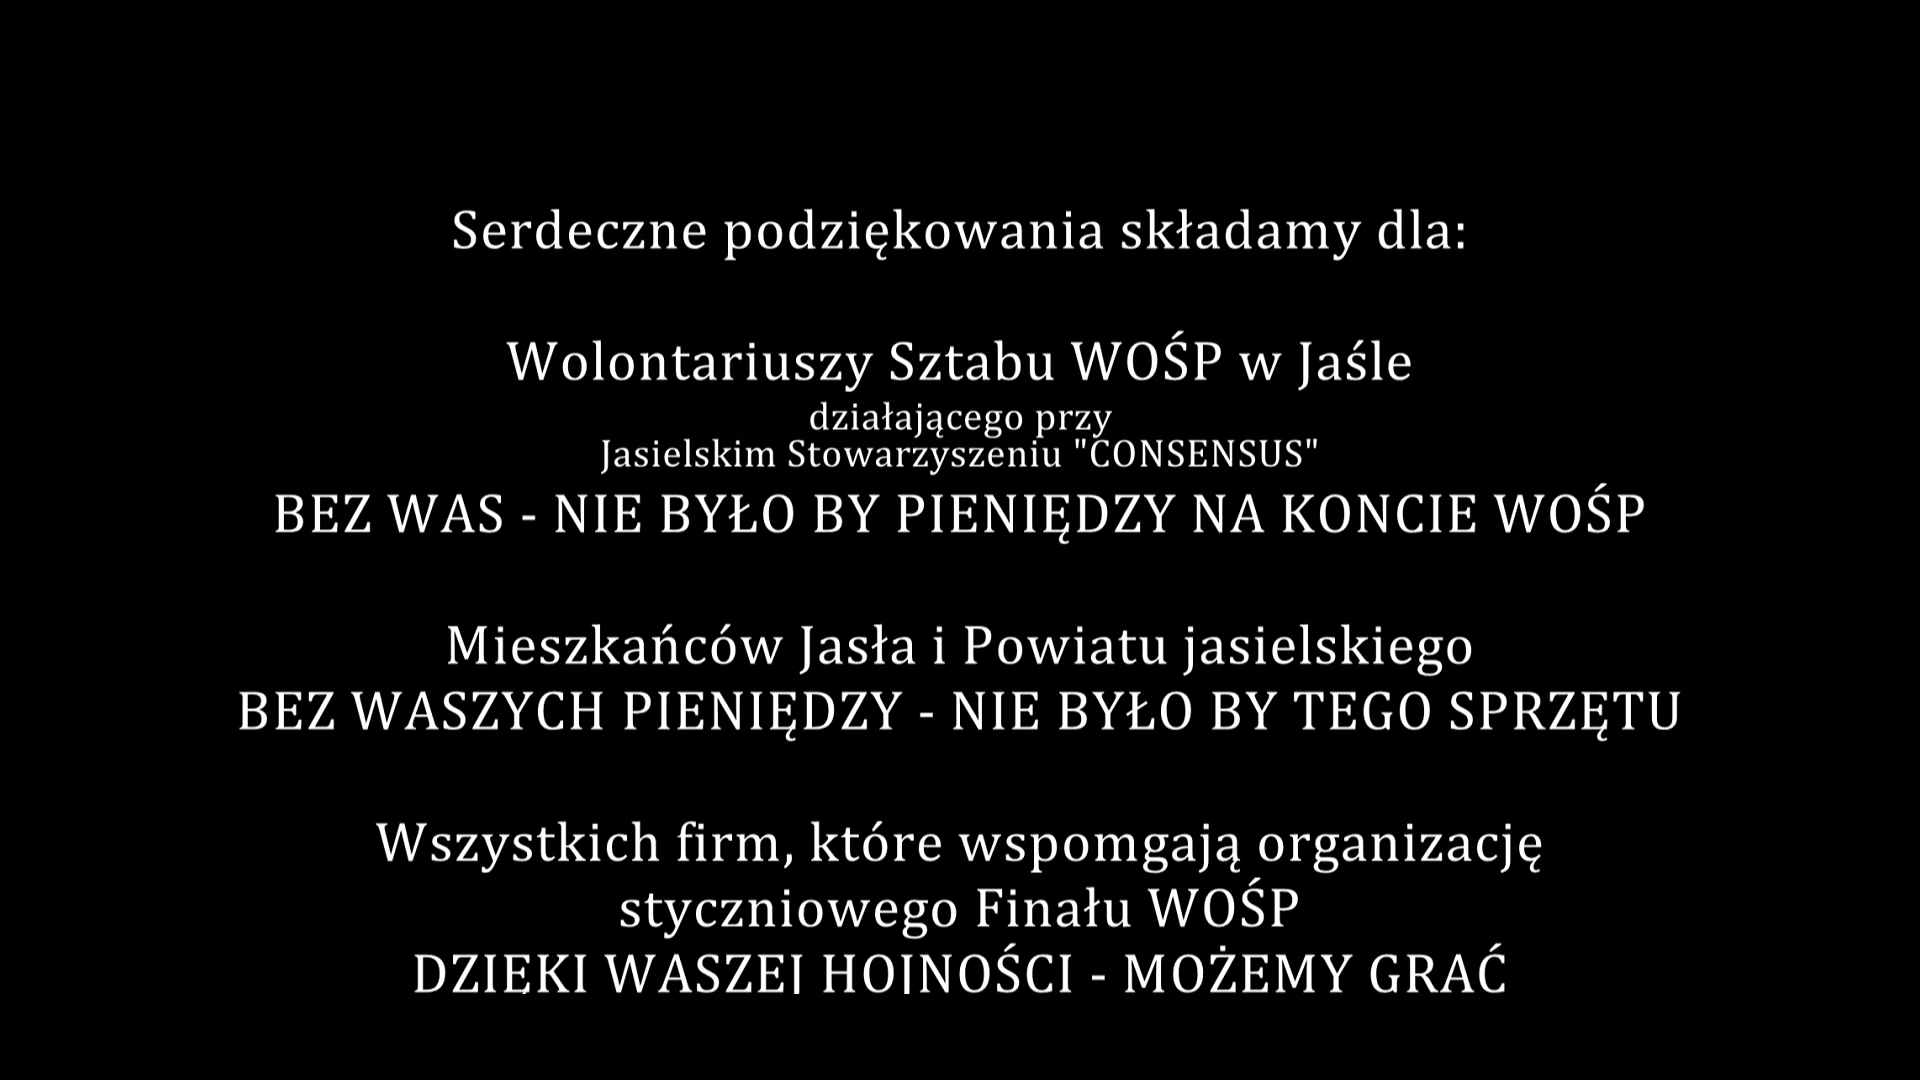 Serdeczne podziękowania składamy dla:
Wolontariuszy Sztabu WOŚP w Jaśle
działającego przy
Jasielskim Stowarzyszeniu "CONSENSUS"
BEZ WAS - NIE BYŁO BY PIENIĘDZY NA KONCIE WOŚP
Mieszkańców Jasła i Powiatu jasielskiego
BEZ WASZYCH PIENIĘDZY - NIE BYŁO BY TEGO SPRZĘTU
Wszystkich firm, które wspomgają organizację
styczniowego Finału WOŚP
DZIĘKI WASZEJ HOJNOŚCI - MOŻEMY GRAĆ